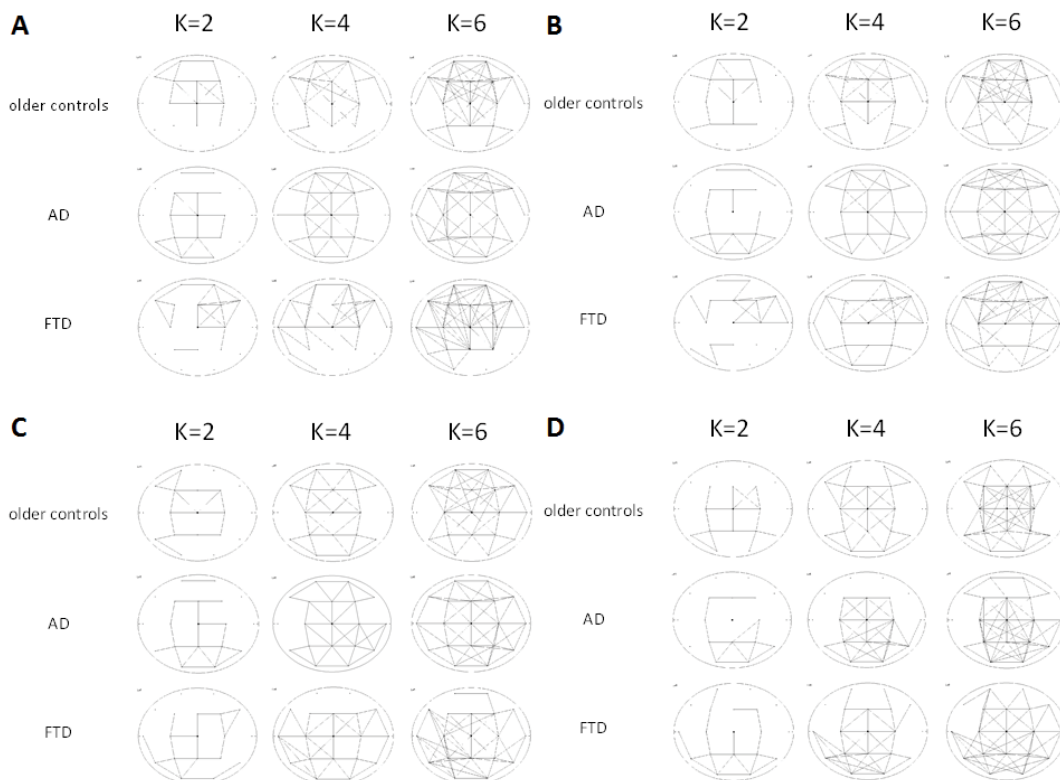 A K=2 K=4 K=6
older controls
AD
FTD
B K=2 K=4 K=6
older controls
AD
FTD
C K=2 K=4 K=6
older controls
AD
FTD
D K=2 K=4 K=6
older controls
AD
FTD